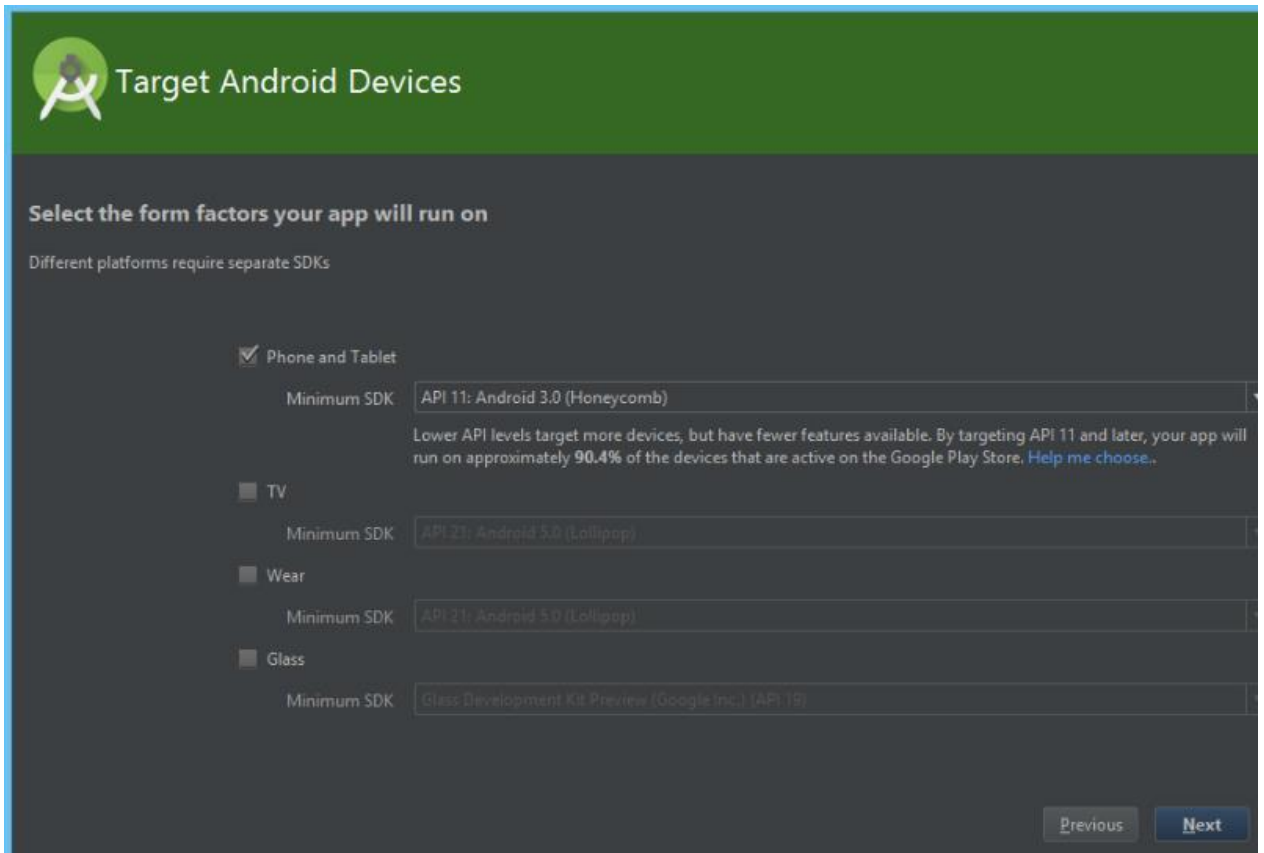 Target Android Devices
Select the form factors your app will run on
Different platforms require separate SDKs
Phone and Tablet
Minimum SDK API 11: Android 3.0 (Honeycomb)
Lower API levels target more devices, but have fewer features available. By targeting API 11 and later, your app will
run on approximately 90.4% of the devices that are active on the Google Play Store. Help me choose..
TV
Minimum SDK API 21: Android 5.0 (Lollipop)
Wear
Minimum SDK API 21: Android 5.0 (Lollipop)
Glass
Minimum SDK Glass Development Kit Preview (Google Inc.) (API 19)
Previous Next